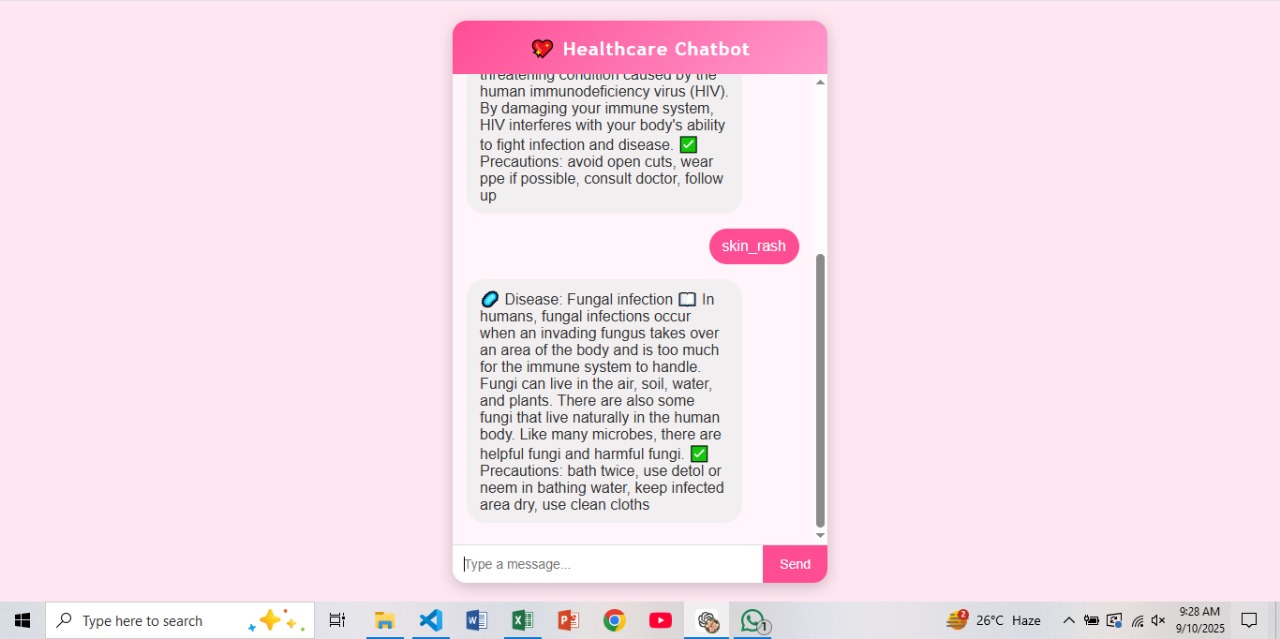 Healthcare Chatbot
threatening condition caused by the
human immunodeficiency virus (HIV).
By damaging your immune system,
HIV interferes with your body's ability
to fight infection and disease. ✅
Precautions: avoid open cuts, wear
ppe if possible, consult doctor, follow
up
skin_rash
Disease: Fungal infection 📖 In
humans, fungal infections occur
when an invading fungus takes over
an area of the body and is too much
for the immune system to handle.
Fungi can live in the air, soil, water,
and plants. There are also some
fungi that live naturally in the human
body. Like many microbes, there are
helpful fungi and harmful fungi. ✅
Precautions: bath twice, use detol or
neem in bathing water, keep infected
area dry, use clean cloths
Type a message...
Send
Type here to search
2
26°C Haze
9:28 AM
9/10/2025
1